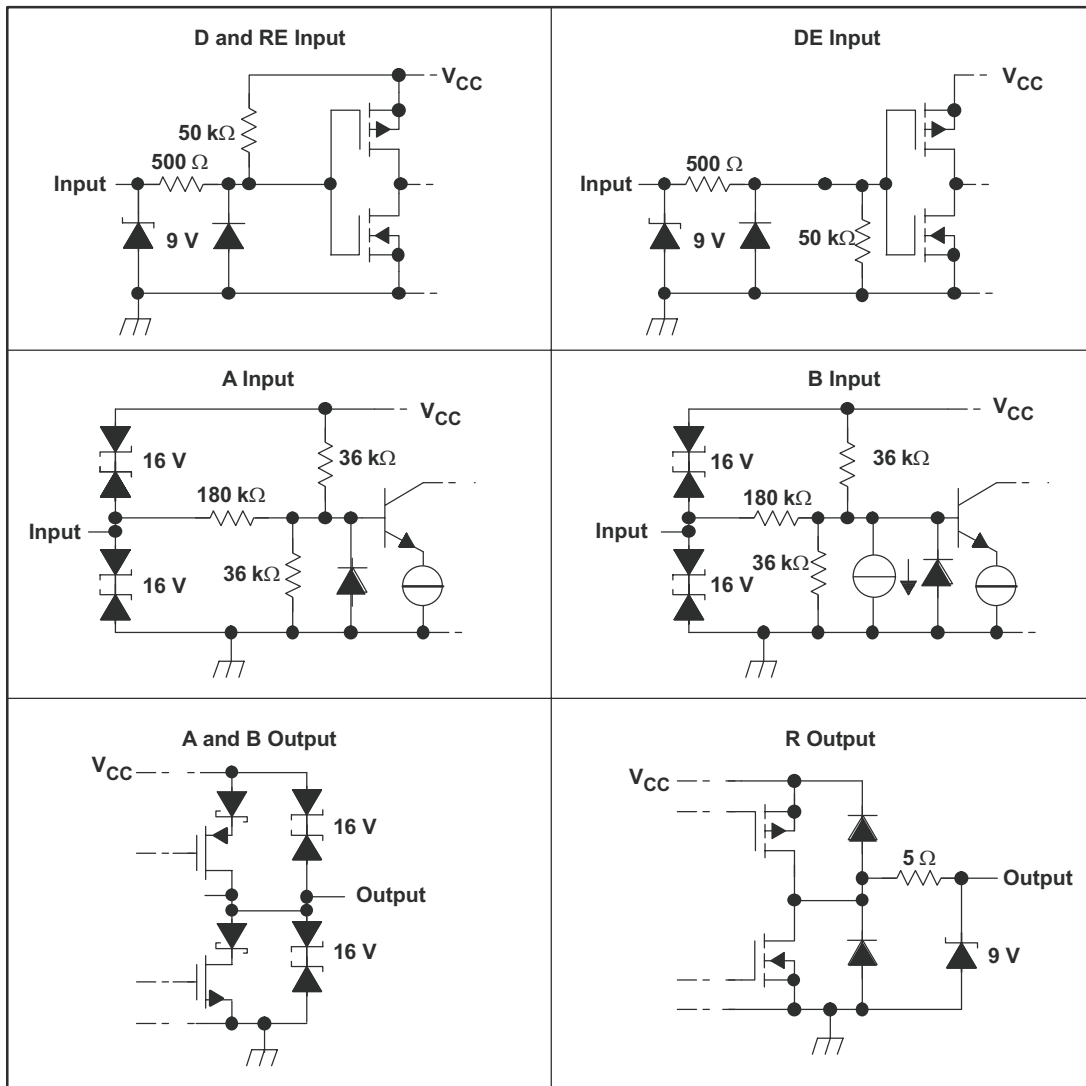 D and RE Input
V_CC
50 kΩ
500 Ω
Input
9 V
DE Input
V_CC
500 Ω
Input
9 V
50 kΩ
A Input
V_CC
16 V
36 kΩ
180 kΩ
Input
36 kΩ
16 V
B Input
V_CC
16 V
36 kΩ
180 kΩ
Input
36 kΩ
16 V
A and B Output
V_CC
16 V
Output
16 V
R Output
V_CC
5 Ω
Output
9 V